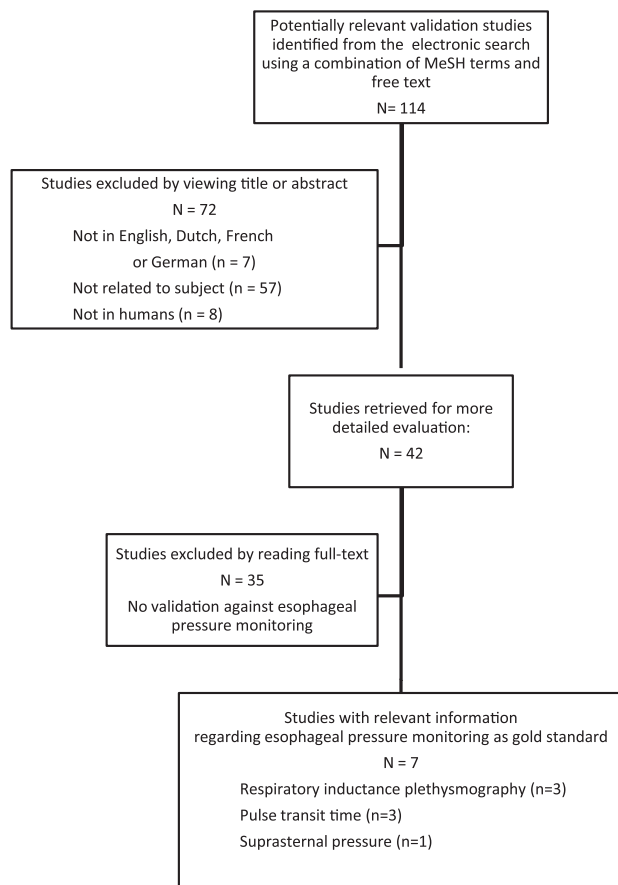 Potentially relevant validation studies
identified from the electronic search
using a combination of MeSH terms and
free text
N= 114
Studies excluded by viewing title or abstract
N = 72
Not in English, Dutch, French
or German (n = 7)
Not related to subject (n = 57)
Not in humans (n = 8)
Studies retrieved for more
detailed evaluation:
N = 42
Studies excluded by reading full-text
N = 35
No validation against esophageal
pressure monitoring
Studies with relevant information
regarding esophageal pressure monitoring as gold standard
N = 7
Respiratory inductance plethysmography (n=3)
Pulse transit time (n=3)
Suprasternal pressure (n=1)